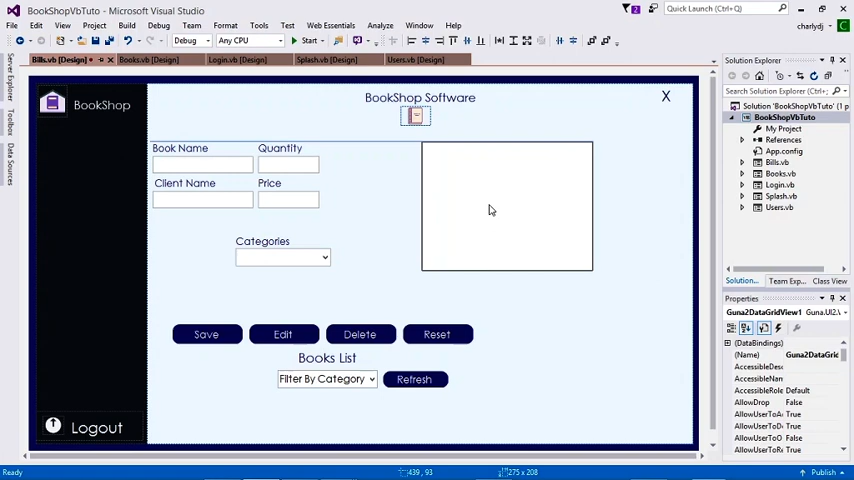 BookShopVbTuto - Microsoft Visual Studio
Quick Launch (Ctrl+Q)
File Edit View Project Build Debug Team Format Tools Test Web Essentials Analyze Window Help
charlydj
Debug Any CPU Start
Bills.vb [Design] Books.vb [Design] Login.vb [Design] Splash.vb [Design] Users.vb [Design]
Server Explorer
Toolbox
Data Sources
BookShop
Logout
BookShop Software
X
Book Name Quantity
Client Name Price
Categories
Save Edit Delete Reset
Books List
Filter By Category Refresh
Solution Explorer
Search Solution Explorer (Ctrl+
Solution 'BookShopVbTuto' (1 p
BookShopVbTuto
My Project
References
App.config
Bills.vb
Books.vb
Login.vb
Splash.vb
Users.vb
Solution... Team Exp... Class View
Properties
Guna2DataGridView1 Guna.UI2.
(DataBindings)
(Name) Guna2DataGrid
AccessibleDesc
AccessibleNam
AccessibleRole Default
AllowDrop False
AllowUserToA True
AllowUserToD True
AllowUserToO False
AllowUserToR True
Ready
439 , 93
275 x 208
Publish